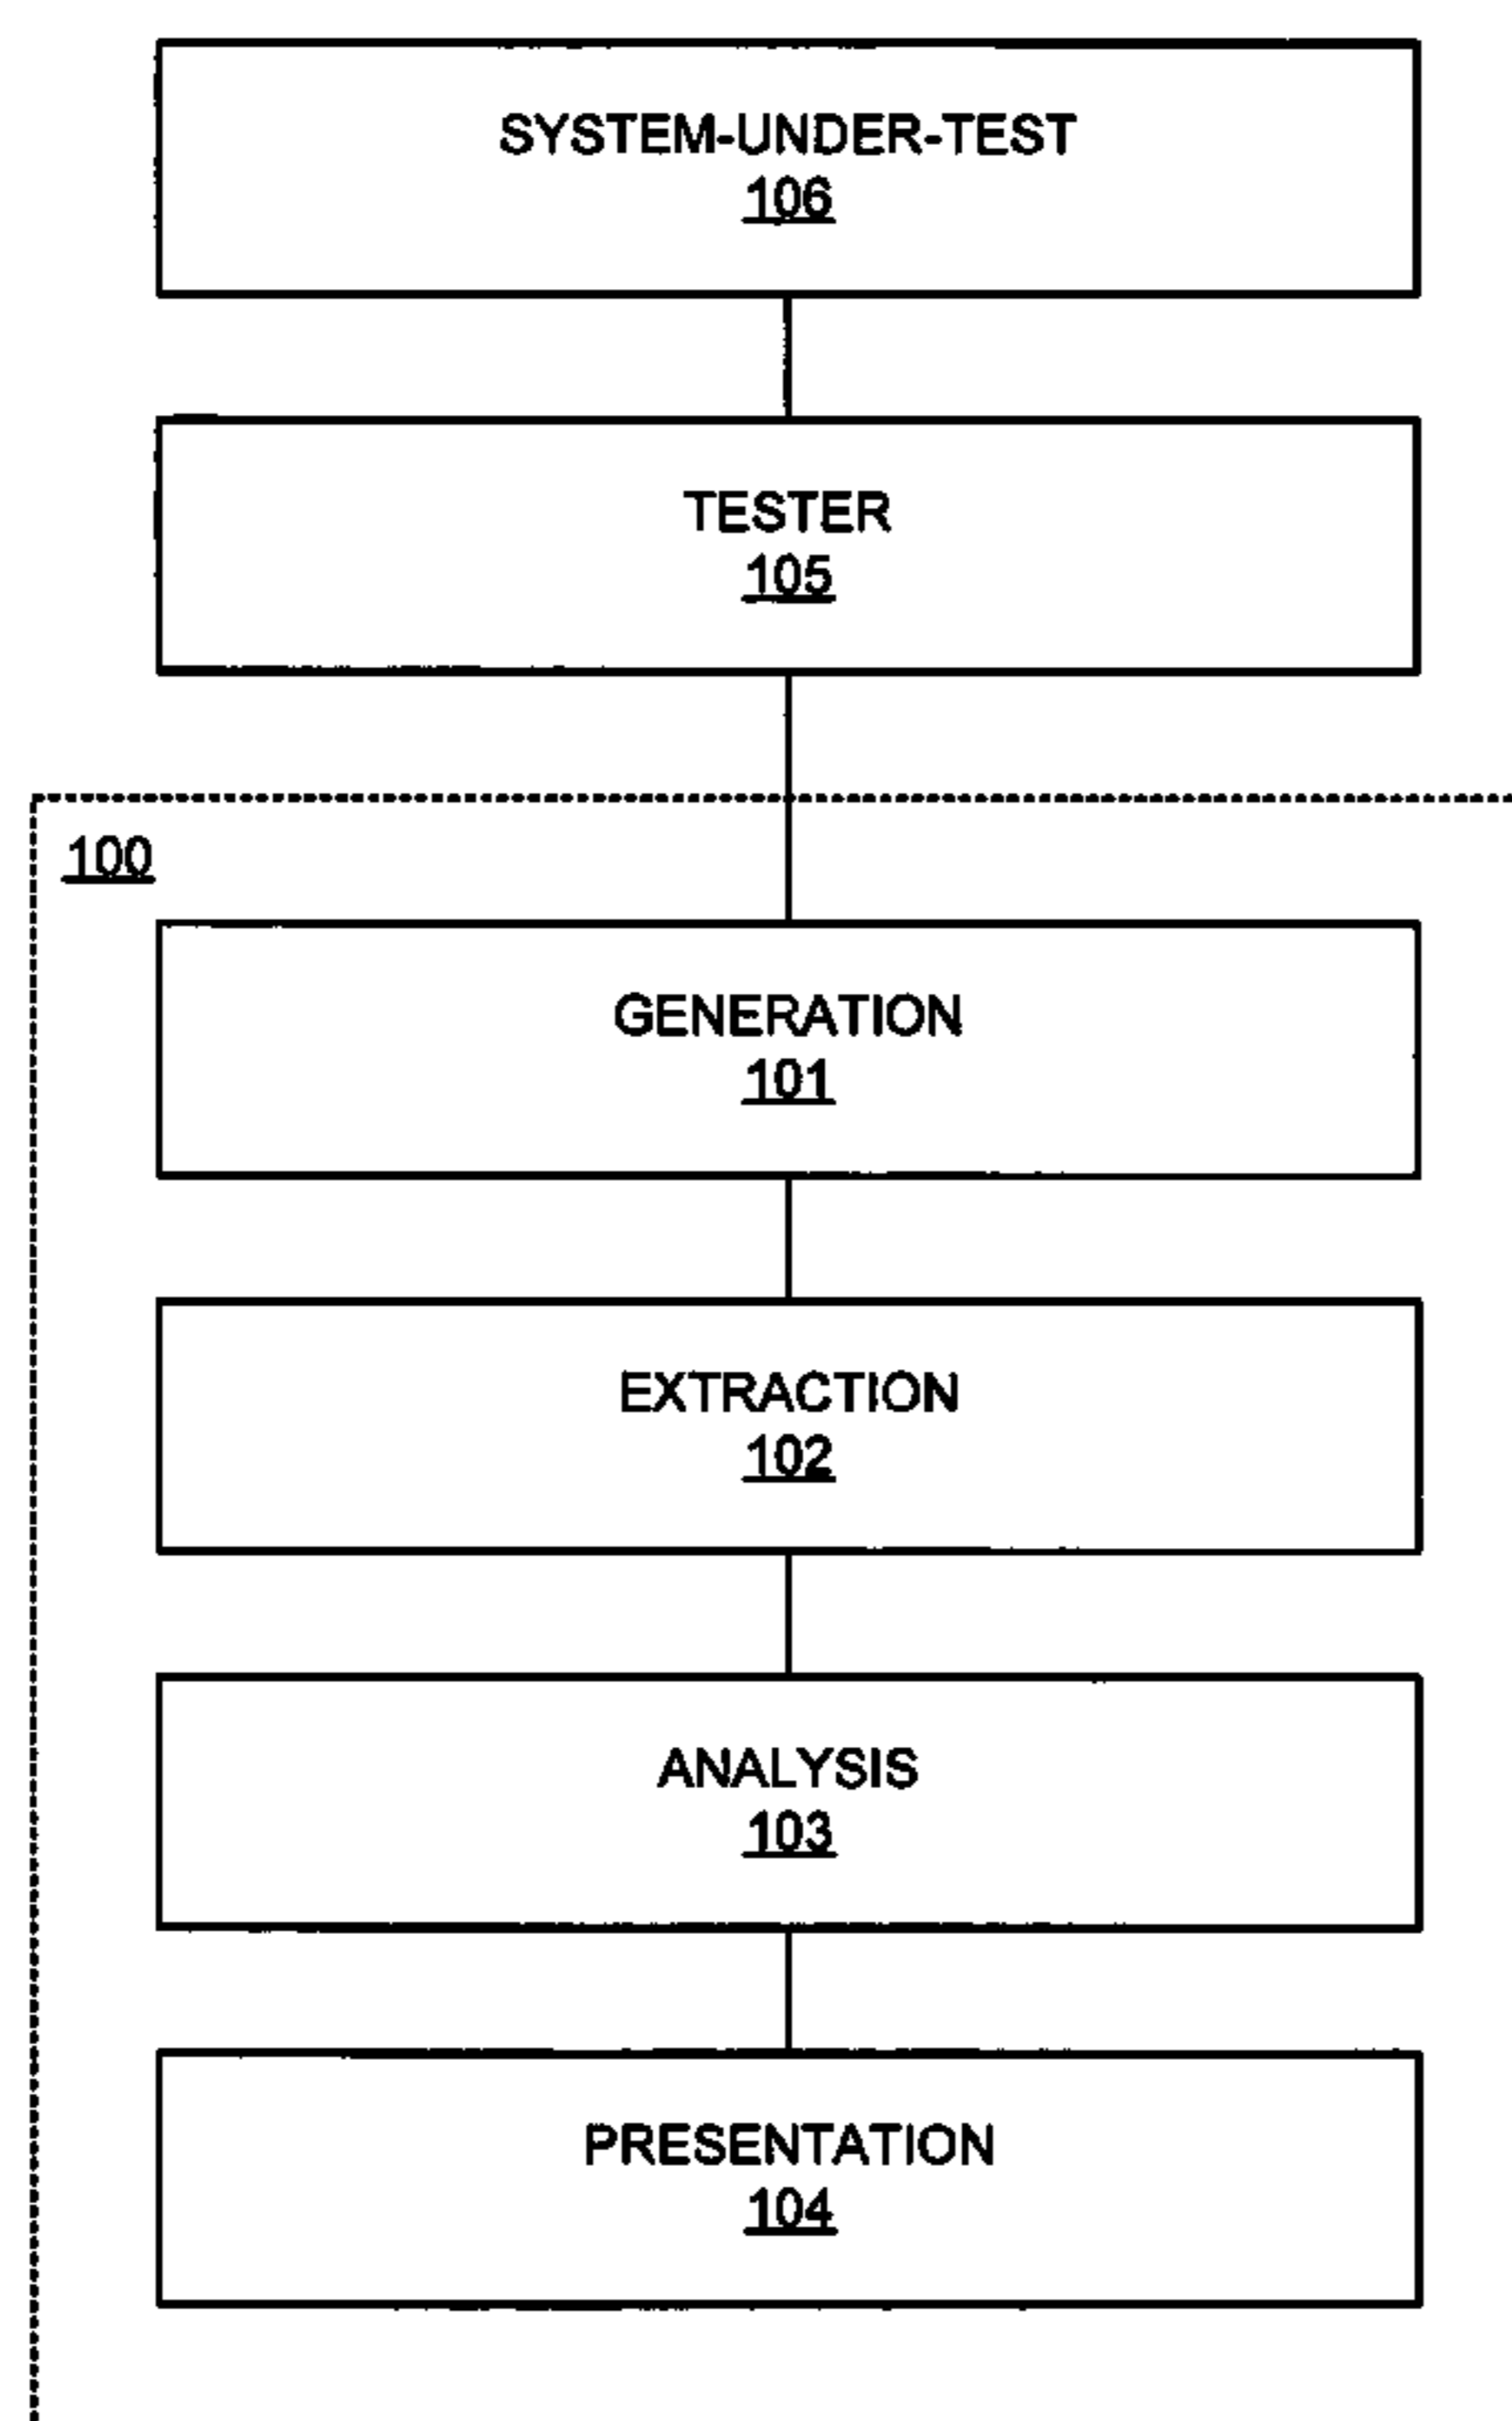 SYSTEM-UNDER-TEST
106
TESTER
105
100
GENERATION
101
EXTRACTION
102
ANALYSIS
103
PRESENTATION
104